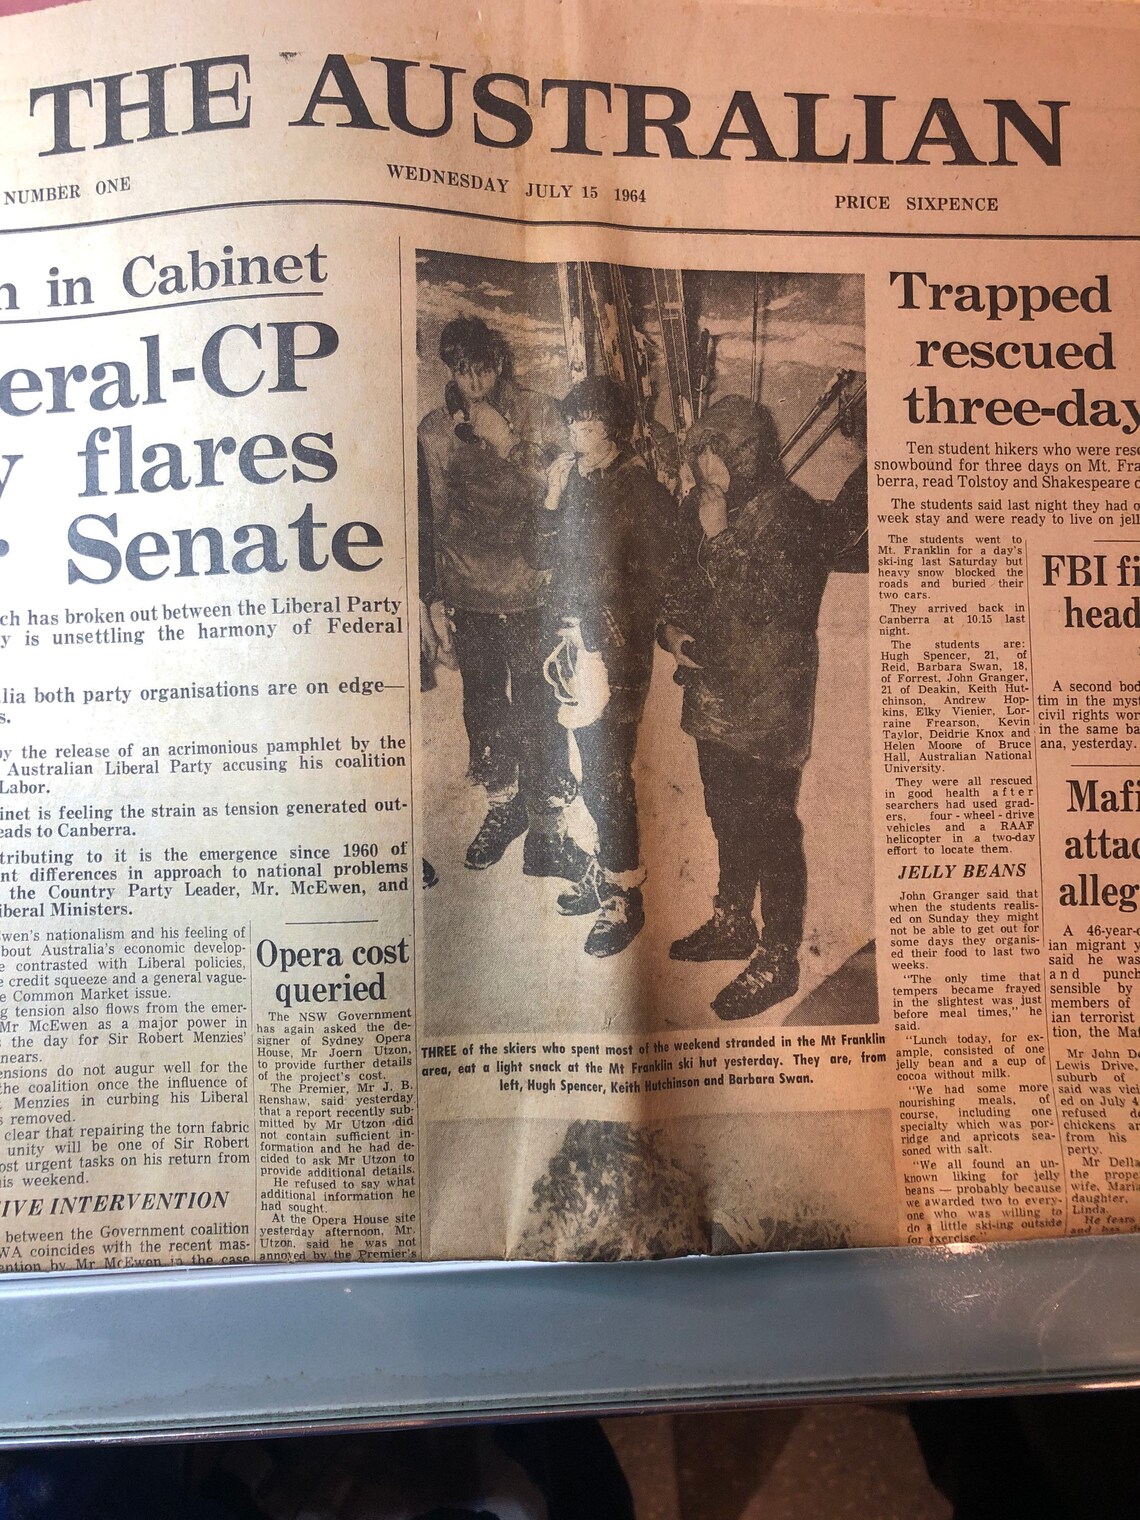 THE AUSTRALIAN
NUMBER ONE
WEDNESDAY JULY 15 1964
PRICE SIXPENCE
in Cabinet
eral-CP
flares
Senate
ch has broken out between the Liberal Party
y is unsettling the harmony of Federal
lia both party organisations are on edge—
s.
by the release of an acrimonious pamphlet by the
Australian Liberal Party accusing his coalition
Labor.
inet is feeling the strain as tension generated out-
eads to Canberra.
tributing to it is the emergence since 1960 of
nt differences in approach to national problems
the Country Party Leader, Mr. McEwen, and
iberal Ministers.
Ewen's nationalism and his feeling of
bout Australia's economic develop-
e contrasted with Liberal policies,
e credit squeeze and a general vague-
e Common Market issue.
g tension also flows from the emer-
Mr McEwen as a major power in
s the day for Sir Robert Menzies'
nears.
ensions do not augur well for the
the coalition once the influence of
Menzies in curbing his Liberal
s removed.
clear that repairing the torn fabric
unity will be one of Sir Robert
ost urgent tasks on his return from
is weekend.
IVE INTERVENTION
between the Government coalition
WA coincides with the recent mas-
ention by Mr McEwen in the case
Opera cost
queried
The NSW Government
has again asked the de-
signer of Sydney Opera
House, Mr Joern Utzon,
to provide further details
of the project's cost.
The Premier, Mr J. B.
Renshaw, said yesterday
that a report recently sub-
mitted by Mr Utzon did
not contain sufficient in-
formation and he had de-
cided to ask Mr Utzon to
provide additional details.
He refused to say what
additional information he
had sought.
At the Opera House site
yesterday afternoon, Mr.
Utzon, said he was not
annoyed by the Premier's
THREE of the skiers who spent most of the weekend stranded in the Mt Franklin
area, eat a light snack at the Mt Franklin ski hut yesterday. They are, from
left, Hugh Spencer, Keith Hutchinson and Barbara Swan.
Trapped
rescued
three-day
Ten student hikers who were resc
snowbound for three days on Mt. Fra
berra, read Tolstoy and Shakespeare
The students said last night they had o
week stay and were ready to live on jell
The students went to
Mt. Franklin for a day's
ski-ing last Saturday but
heavy snow blocked the
roads and buried their
two cars.
They arrived back in
Canberra at 10.15 last
night.
The students are:
Hugh Spencer, 21, of
Reid, Barbara Swan, 18,
of Forrest, John Granger,
21 of Deakin, Keith Hut-
chinson, Andrew Hop-
kins, Elky Vienier, Lor-
raine Frearson, Kevin
Taylor, Deidrie Knox and
Helen Moone of Bruce
Hall, Australian National
University.
They were all rescued
in good health after
searchers had used grad-
ers, four-wheel-drive
vehicles and a RAAF
helicopter in a two-day
effort to locate them.
JELLY BEANS
John Granger said that
when the students realis-
ed on Sunday they might
not be able to get out for
some days they organis-
ed their food to last two
weeks.
"The only time that
tempers became frayed
in the slightest was just
before meal times," he
said.
"Lunch today, for ex-
ample, consisted of one
jelly bean and a cup of
cocoa without milk.
"We had some more
nourishing meals, of
course, including one
specialty which was por-
ridge and apricots sea-
soned with salt.
"We all found an un-
known liking for jelly
beans — probably because
we awarded two to every-
one who was willing to
do a little ski-ing outside
for exercise."
FBI fi
head
A second bod
tim in the myst
civil rights wor
in the same ba
ana, yesterday.
Mafi
attac
alleg
A 46-year-o
ian migrant y
said he was
and punch
sensible by
members of
ian terrorist
tion, the Maf
Mr John De
Lewis Drive,
suburb of
said was vici
ed on July 4
refused de
chickens an
from his
perty.
Mr Della
the prope
wife, Maria
daughter,
Linda.
He fears